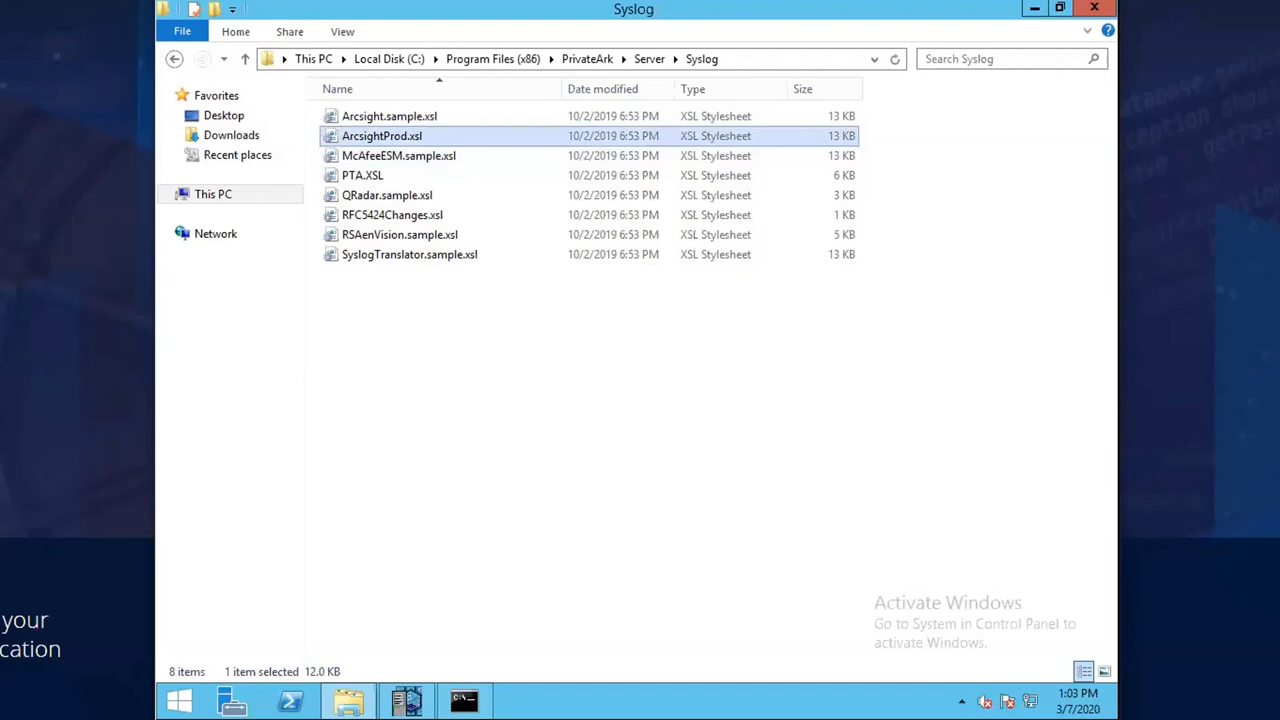 Syslog
File Home Share View
This PC Local Disk (C:) Program Files (x86) PrivateArk Server Syslog
Search Syslog
Name Date modified Type Size
Favorites
Desktop
Downloads
Recent places
This PC
Network
Arcsight.sample.xsl 10/2/2019 6:53 PM XSL Stylesheet 13 KB
ArcsightProd.xsl 10/2/2019 6:53 PM XSL Stylesheet 13 KB
McAfeeESM.sample.xsl 10/2/2019 6:53 PM XSL Stylesheet 13 KB
PTA.XSL 10/2/2019 6:53 PM XSL Stylesheet 6 KB
QRadar.sample.xsl 10/2/2019 6:53 PM XSL Stylesheet 3 KB
RFC5424Changes.xsl 10/2/2019 6:53 PM XSL Stylesheet 1 KB
RSAenVision.sample.xsl 10/2/2019 6:53 PM XSL Stylesheet 5 KB
SyslogTranslator.sample.xsl 10/2/2019 6:53 PM XSL Stylesheet 13 KB
Activate Windows
Go to System in Control Panel to
activate Windows.
your
cation
8 items 1 item selected 12.0 KB
1:03 PM
3/7/2020